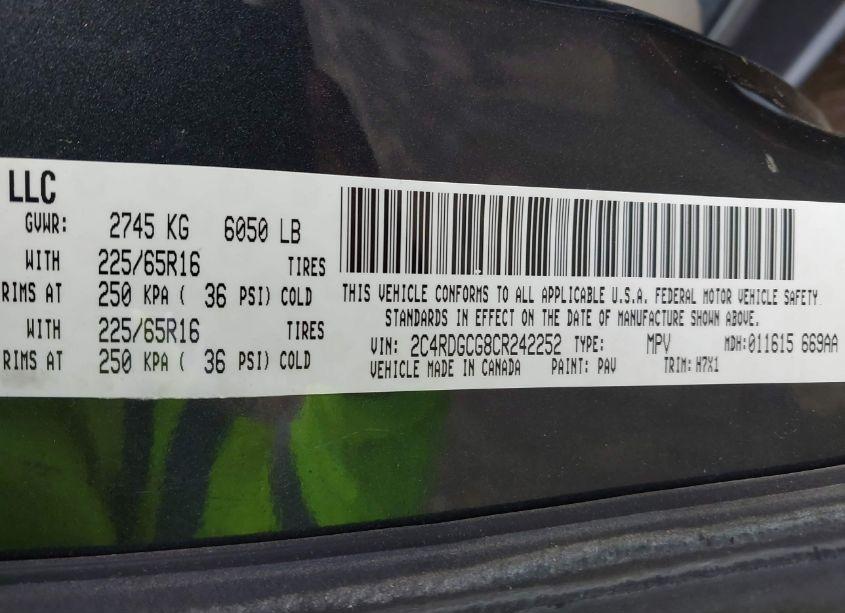 LLC
GVWR: 2745 KG 6050 LB
WITH 225/65R16 TIRES
RIMS AT 250 KPA ( 36 PSI) COLD
WITH 225/65R16 TIRES
RIMS AT 250 KPA ( 36 PSI) COLD
THIS VEHICLE CONFORMS TO ALL APPLICABLE U.S.A. FEDERAL MOTOR VEHICLE SAFETY
STANDARDS IN EFFECT ON THE DATE OF MANUFACTURE SHOWN ABOVE.
VIN: 2C4RDGCG8CR242252 TYPE: MPV MDH: 011615 669AA
VEHICLE MADE IN CANADA PAINT: PAV TRIM: H7X1